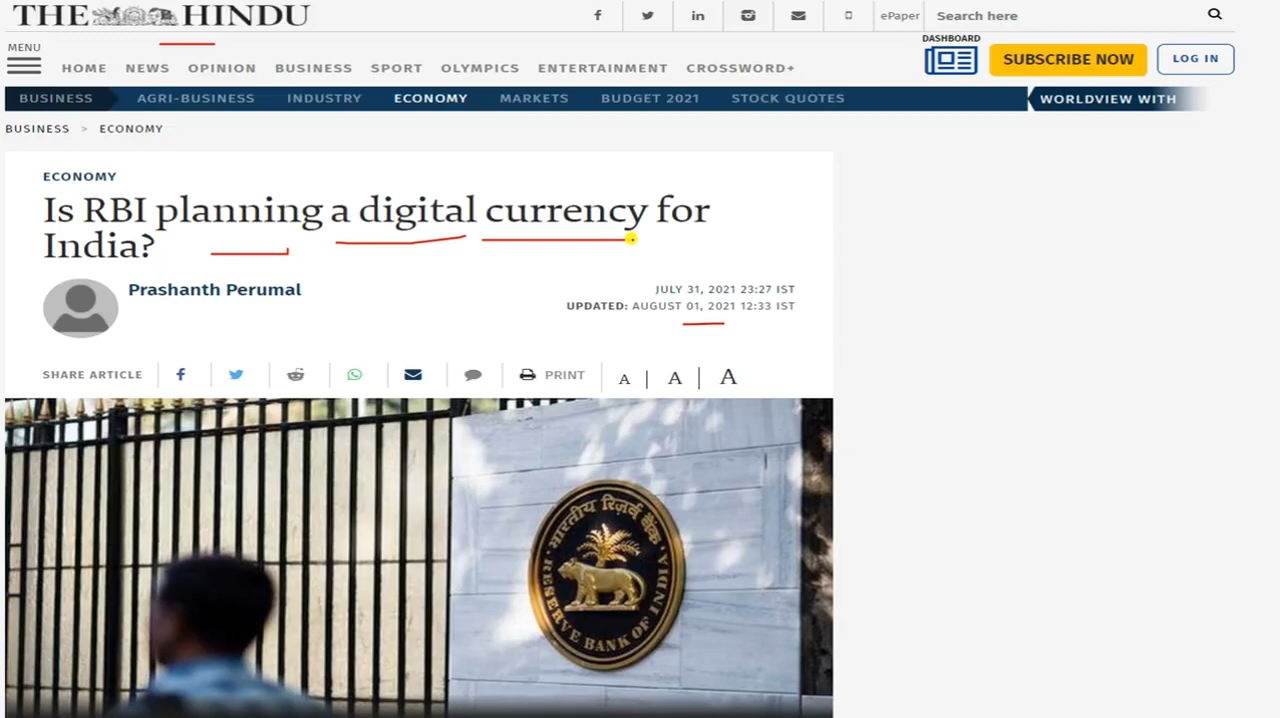 THE HINDU
ePaper
Search here
MENU
HOME NEWS OPINI BUSINESS SPORT OLYMPICS ENTERTAINMENT CROSSWORD+
DASHBOARD
SUBSCRIBE NOW
LOG IN
BUSINESS AGRI-BUSINESS INDUSTRY ECONOMY MARKETS BUDGET 2021 STOCK QUOTES WORLDVIEW WITH
BUSINESS > ECONOMY
ECONOMY
Is RBI planning a digital currency for
India?
Prashanth Perumal
JULY 31, 2021 23:27 IST
UPDATED: AUGUST 01, 2021 12:33 IST
SHARE ARTICLE
PRINT
A | A | A
भारतीय रिज़र्व बैंक
RESERVE BANK OF INDIA